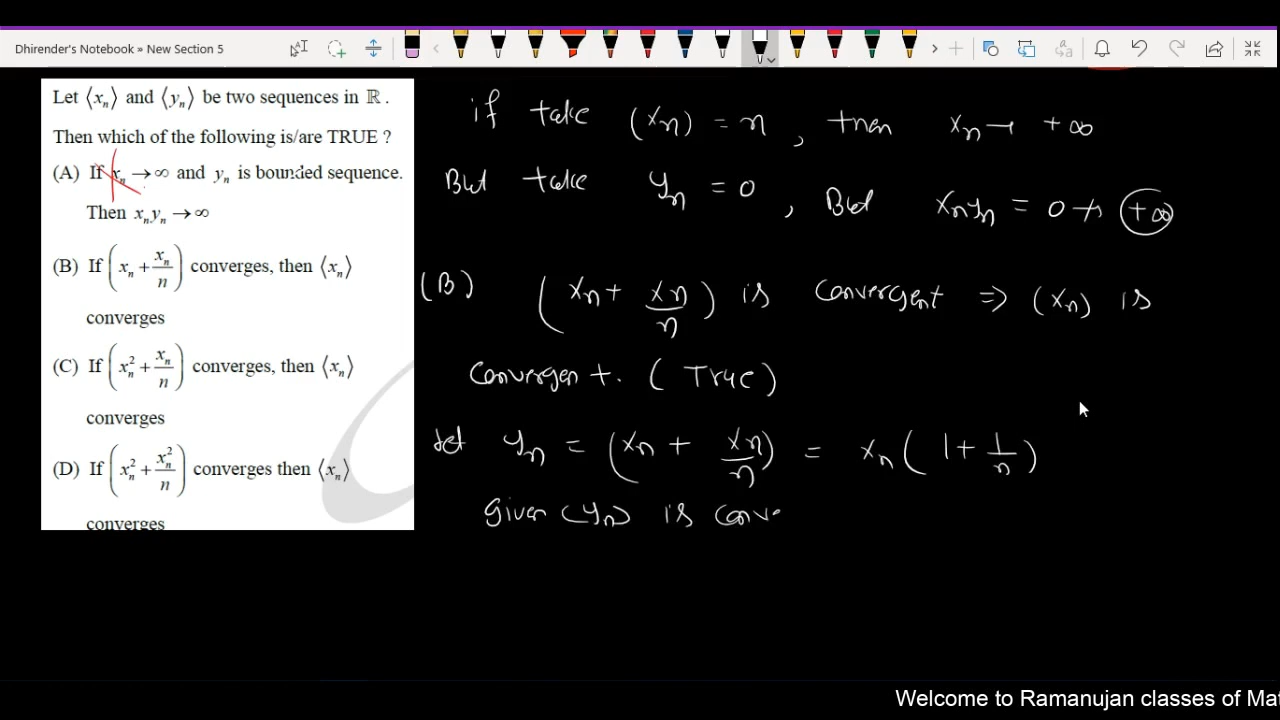 Dhirender's Notebook » New Section 5
Let ⟨xₙ⟩ and ⟨yₙ⟩ be two sequences in ℝ.
Then which of the following is/are TRUE ?
(A) If xₙ → ∞ and yₙ is bounded sequence.
Then xₙyₙ → ∞
(B) If (xₙ + xₙ/n) converges, then ⟨xₙ⟩
converges
(C) If (xₙ² + xₙ/n) converges, then ⟨xₙ⟩
converges
(D) If (xₙ² + xₙ²/n) converges then ⟨xₙ⟩
converges
if take (xₙ) = n , then xₙ → +∞
But take yₙ = 0 , But xₙyₙ = 0 ↛ +∞
(B) (xₙ + xₙ/n) is convergent ⇒ (xₙ) is
convergent. (True)
let yₙ = (xₙ + xₙ/n) = xₙ(1 + 1/n)
Given (yₙ) is conve
Welcome to Ramanujan classes of Ma